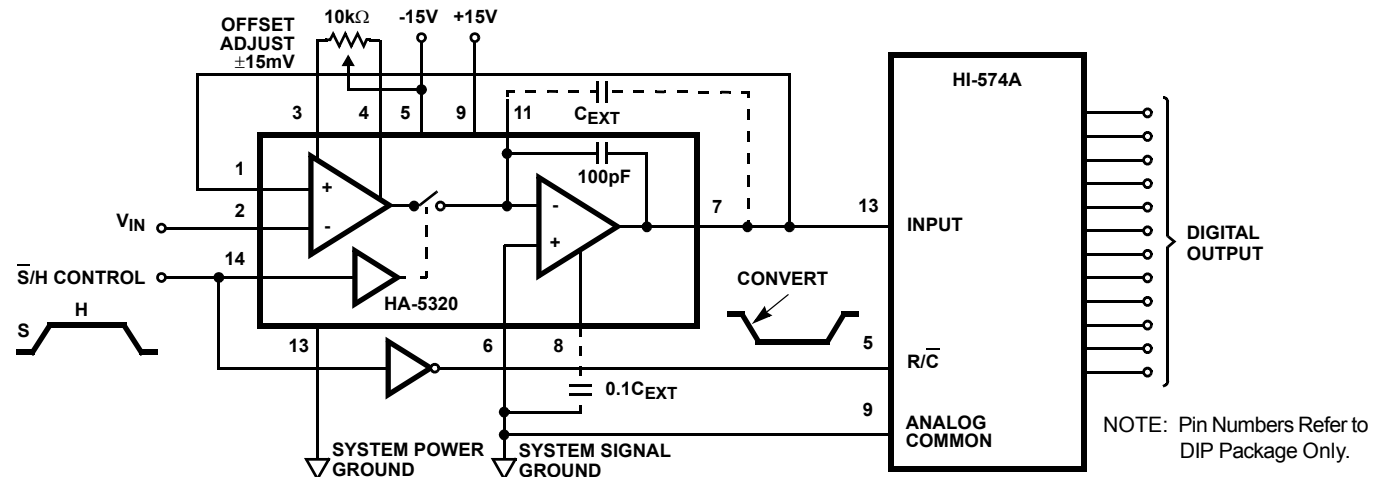 OFFSET
ADJUST
±15mV
10kΩ
-15V
+15V
3
4
5
9
11
C_EXT
100pF
1
2
V_IN
+
-
-
+
7
14
S̅/H CONTROL
HA-5320
S
H
13
6
8
0.1C_EXT
SYSTEM POWER
GROUND
SYSTEM SIGNAL
GROUND
CONVERT
HI-574A
13
INPUT
5
R/C̅
9
ANALOG
COMMON
DIGITAL
OUTPUT
NOTE: Pin Numbers Refer to
DIP Package Only.